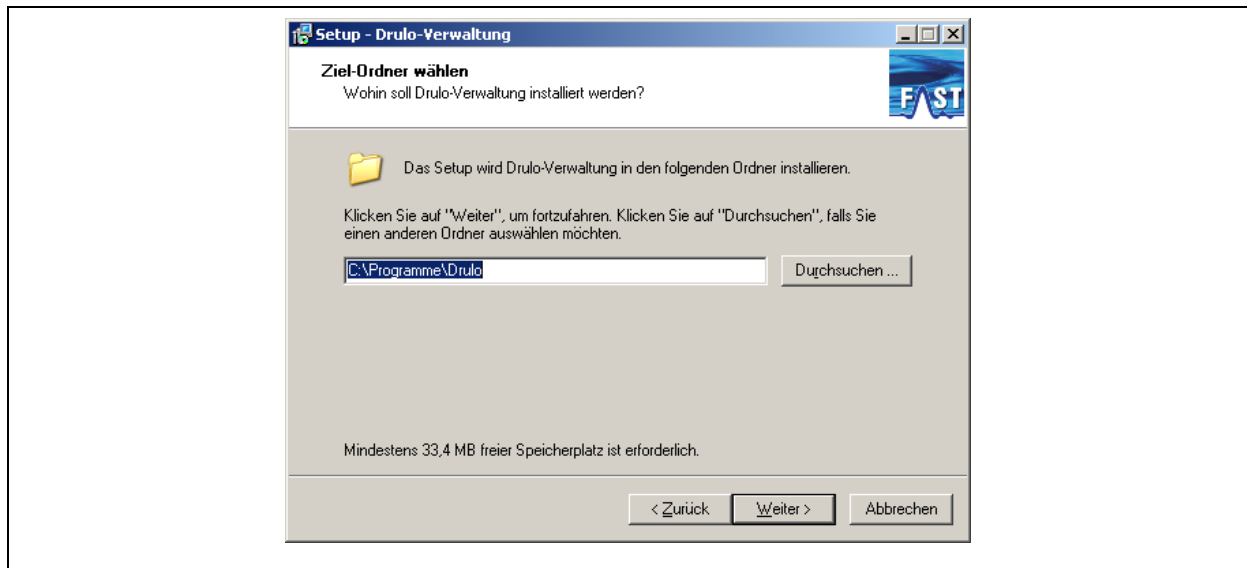 Setup - Drulo-Verwaltung
Ziel-Ordner wählen
Wohin soll Drulo-Verwaltung installiert werden?
FAST
Das Setup wird Drulo-Verwaltung in den folgenden Ordner installieren.
Klicken Sie auf "Weiter", um fortzufahren. Klicken Sie auf "Durchsuchen", falls Sie
einen anderen Ordner auswählen möchten.
C:\Programme\Drulo
Durchsuchen ...
Mindestens 33,4 MB freier Speicherplatz ist erforderlich.
< Zurück
Weiter >
Abbrechen